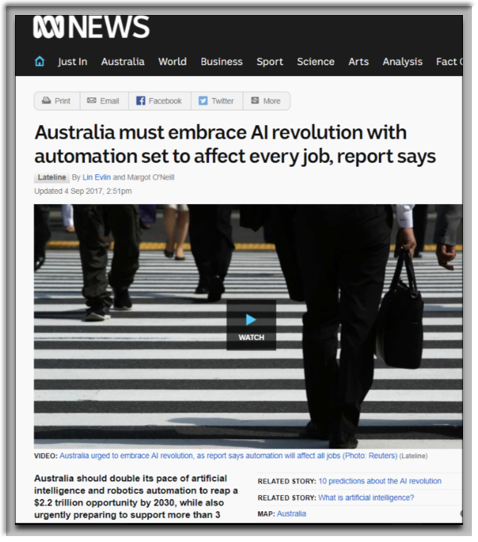 NEWS
Just In Australia World Business Sport Science Arts Analysis Fact
Print Email Facebook Twitter More
Australia must embrace AI revolution with
automation set to affect every job, report says
Lateline By Lin Evlin and Margot O'Neill
Updated 4 Sep 2017, 2:51pm
WATCH
VIDEO: Australia urged to embrace AI revolution, as report says automation will affect all jobs (Photo: Reuters) (Lateline)
Australia should double its pace of artificial
intelligence and robotics automation to reap a
$2.2 trillion opportunity by 2030, while also
urgently preparing to support more than 3
RELATED STORY: 10 predictions about the AI revolution
RELATED STORY: What is artificial intelligence?
MAP: Australia